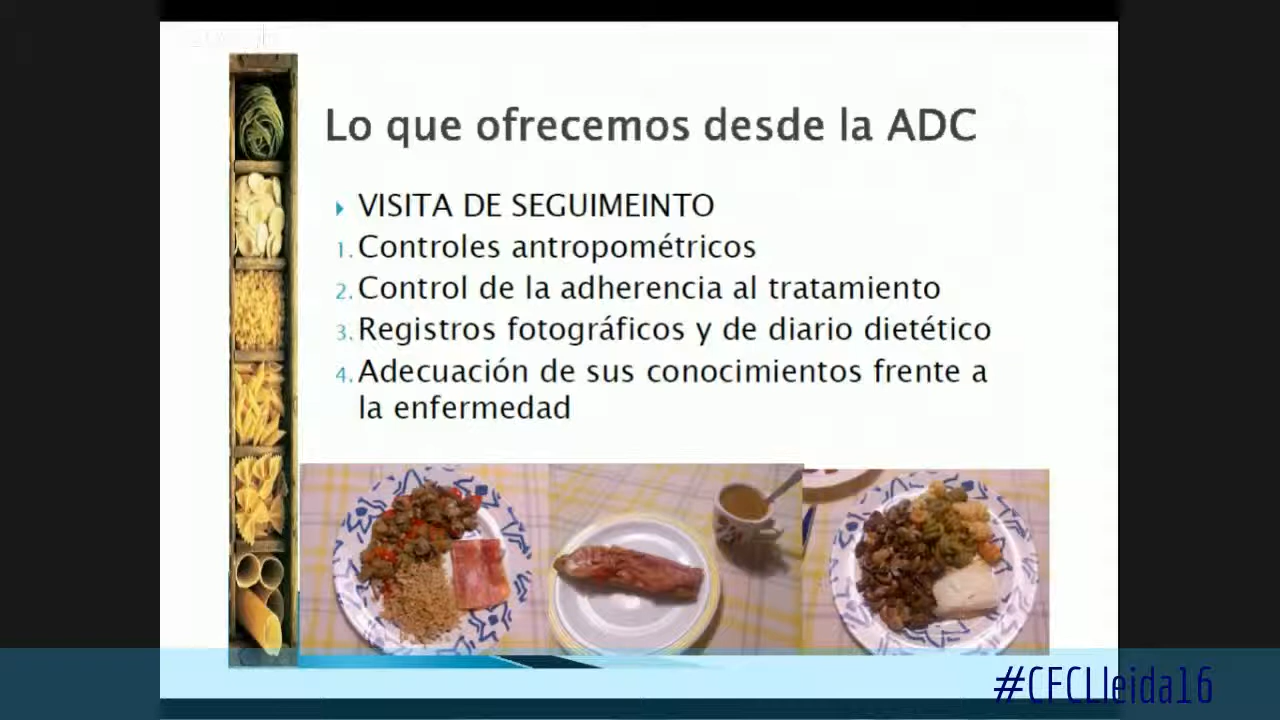 Lo que ofrecemos desde la ADC
VISITA DE SEGUIMEINTO
1. Controles antropométricos
2. Control de la adherencia al tratamiento
3. Registros fotográficos y de diario dietético
4. Adecuación de sus conocimientos frente a
la enfermedad
#CFCLleida16